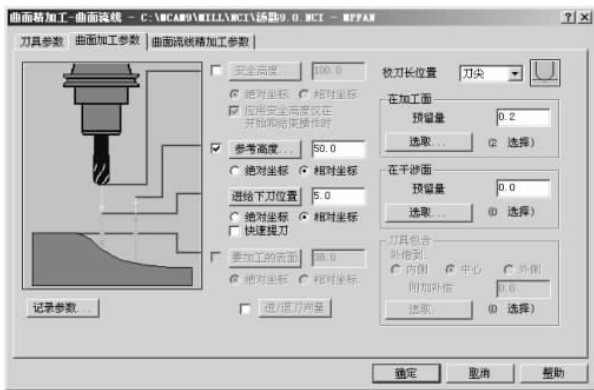 曲面精加工-曲面流线 - C:\MCAM9\MILL\NCI\汤匙9.0.NCI - MPFAN
刀具参数 曲面加工参数 曲面流线精加工参数
安全高度... 100.0
绝对坐标 相对坐标
应用安全高度仅在
开始和结束操作时
参考高度... 50.0
绝对坐标 相对坐标
进给下刀位置 5.0
绝对坐标 相对坐标
快速提刀
要加工的表面
绝对坐标 相对坐标
进/退刀向量
记录参数...
校刀长位置 刀尖
在加工面
预留量 0.2
选取... (2 选择)
在干涉面
预留量 0.0
选取... (0 选择)
刀具包含
补偿到:
内侧 中心 外侧
附加补偿 0.0
选取... (0 选择)
确定 取消 帮助